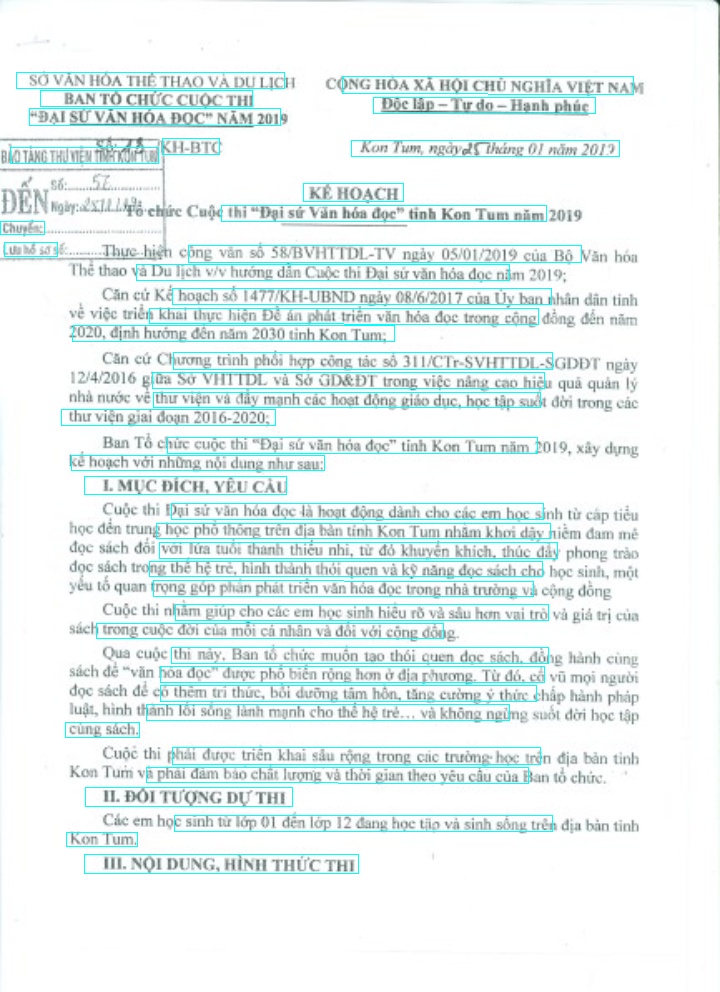 SỞ VĂN HÓA THỂ THAO VÀ DU LỊCH
BAN TỔ CHỨC CUỘC THI
“ĐẠI SỨ VĂN HÓA ĐỌC” NĂM 2019
CỘNG HÒA XÃ HỘI CHỦ NGHĨA VIỆT NAM
Độc lập – Tự do – Hạnh phúc
Số: KH-BTC
Kon Tum, ngày 25 tháng 01 năm 2019
BẢO TÀNG THƯ VIỆN TỈNH KON TUM
ĐẾN
Số:
Ngày:
Chuyển:
Lưu hồ sơ số:
KẾ HOẠCH
Tổ chức Cuộc thi “Đại sứ Văn hóa đọc” tỉnh Kon Tum năm 2019
Thực hiện công văn số 58/BVHTTDL-TV ngày 05/01/2019 của Bộ Văn hóa
Thể thao và Du lịch v/v hướng dẫn Cuộc thi Đại sứ văn hóa đọc năm 2019;
Căn cứ Kế hoạch số 1477/KH-UBND ngày 08/6/2017 của Ủy ban nhân dân tỉnh
về việc triển khai thực hiện Đề án phát triển văn hóa đọc trong cộng đồng đến năm
2020, định hướng đến năm 2030 tỉnh Kon Tum;
Căn cứ Chương trình phối hợp công tác số 311/CTr-SVHTTDL-SGDĐT ngày
12/4/2016 giữa Sở VHTTDL và Sở GD&ĐT trong việc nâng cao hiệu quả quản lý
nhà nước về thư viện và đẩy mạnh các hoạt động giáo dục, học tập suốt đời trong các
thư viện giai đoạn 2016-2020;
Ban Tổ chức cuộc thi “Đại sứ văn hóa đọc” tỉnh Kon Tum năm 2019, xây dựng
kế hoạch với những nội dung như sau:
I. MỤC ĐÍCH, YÊU CẦU
Cuộc thi Đại sứ văn hóa đọc là hoạt động dành cho các em học sinh từ cấp tiểu
học đến trung học phổ thông trên địa bàn tỉnh Kon Tum nhằm khơi dậy niềm đam mê
đọc sách đối với lứa tuổi thanh thiếu nhi, từ đó khuyến khích, thúc đẩy phong trào
đọc sách trong thế hệ trẻ, hình thành thói quen và kỹ năng đọc sách cho học sinh, một
yếu tố quan trọng góp phần phát triển văn hóa đọc trong nhà trường và cộng đồng
Cuộc thi nhằm giúp cho các em học sinh hiểu rõ và sâu hơn vai trò và giá trị của
sách trong cuộc đời của mỗi cá nhân và đối với cộng đồng.
Qua cuộc thi này, Ban tổ chức muốn tạo thói quen đọc sách, đồng hành cùng
sách để “văn hóa đọc” được phổ biến rộng hơn ở địa phương. Từ đó, cổ vũ mọi người
đọc sách để có thêm tri thức, bồi dưỡng tâm hồn, tăng cường ý thức chấp hành pháp
luật, hình thành lối sống lành mạnh cho thế hệ trẻ… và không ngừng suốt đời học tập
cùng sách.
Cuộc thi phải được triển khai sâu rộng trong các trường học trên địa bàn tỉnh
Kon Tum và phải đảm bảo chất lượng và thời gian theo yêu cầu của Ban tổ chức.
II. ĐỐI TƯỢNG DỰ THI
Các em học sinh từ lớp 01 đến lớp 12 đang học tập và sinh sống trên địa bàn tỉnh
Kon Tum.
III. NỘI DUNG, HÌNH THỨC THI